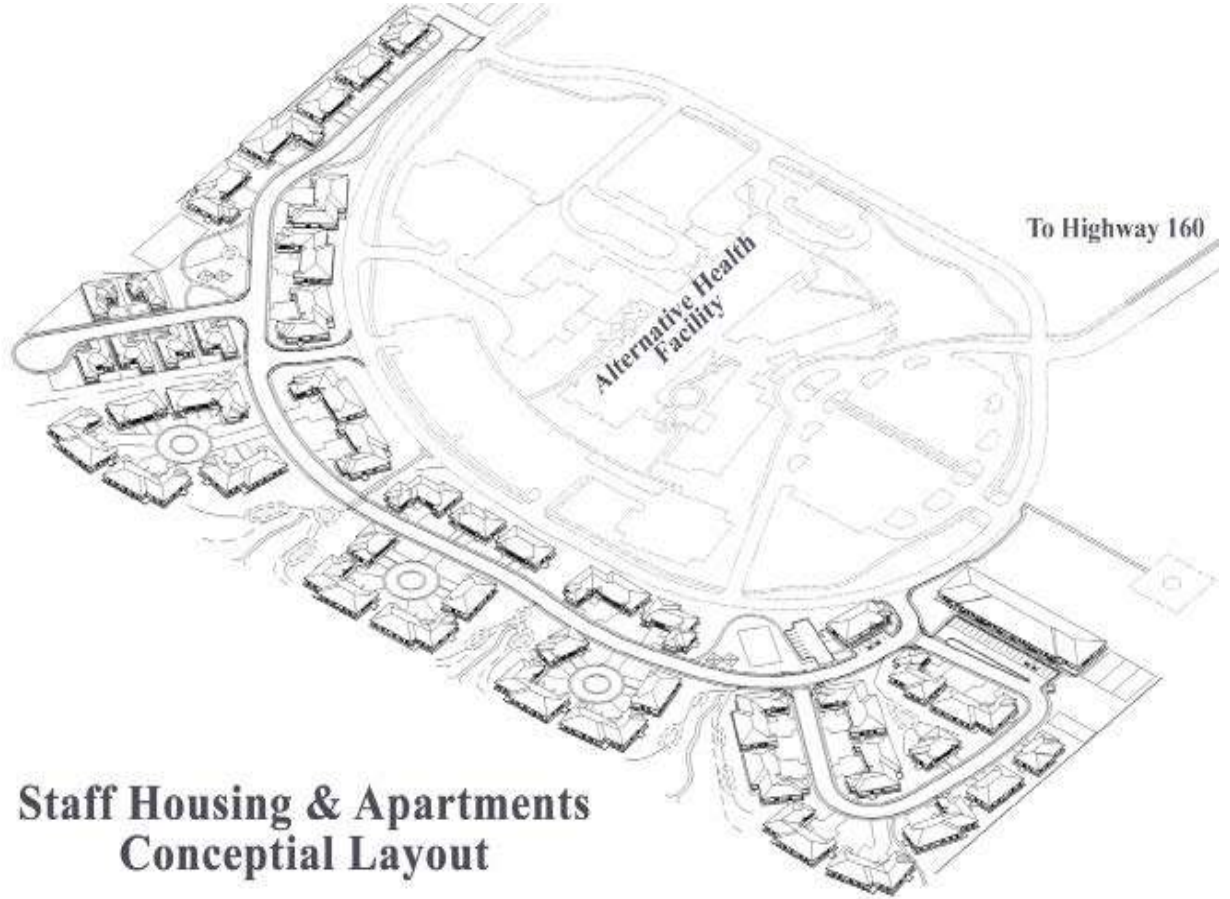 To Highway 160
Alternative Health
Facility
Staff Housing & Apartments
Conceptial Layout